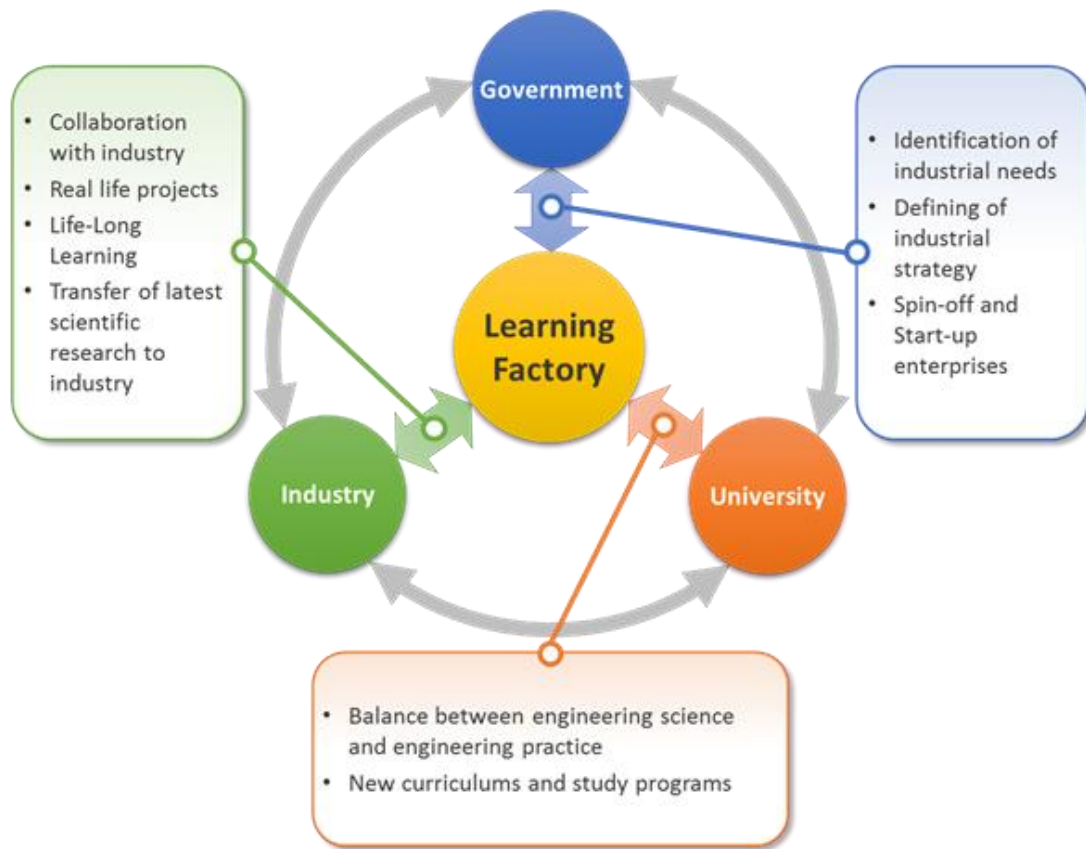 Government
• Collaboration
with industry
• Real life projects
• Life-Long
Learning
• Transfer of latest
scientific
research to
industry
• Identification of
industrial needs
• Defining of
industrial
strategy
• Spin-off and
Start-up
enterprises
Learning
Factory
Industry
University
• Balance between engineering science
and engineering practice
• New curriculums and study programs